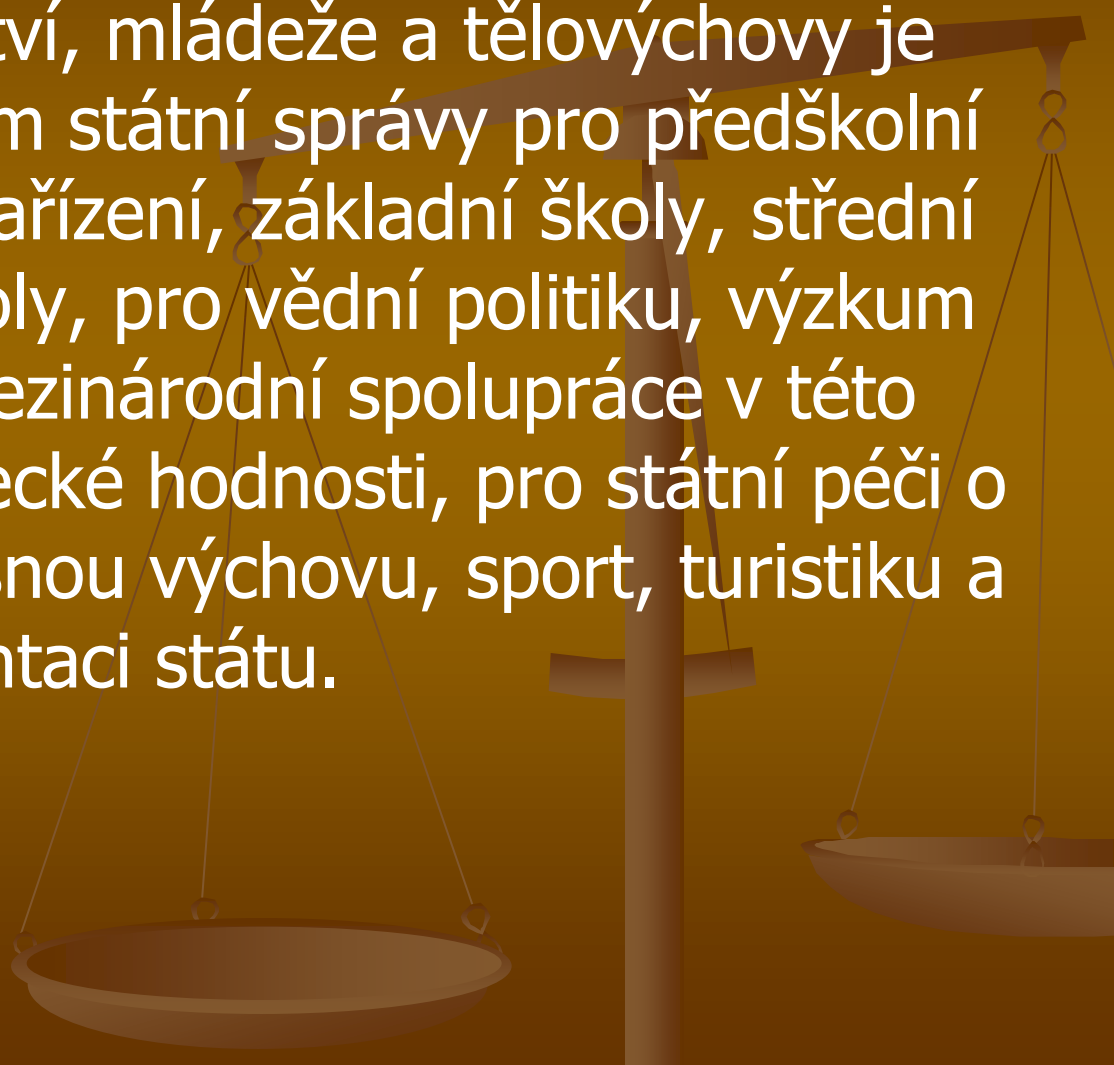 tví, mládeže a tělovýchovy je
m státní správy pro předškolní
ařízení, základní školy, střední
oly, pro vědní politiku, výzkum
ezinárodní spolupráce v této
ecké hodnosti, pro státní péči o
snou výchovu, sport, turistiku a
ntaci státu.